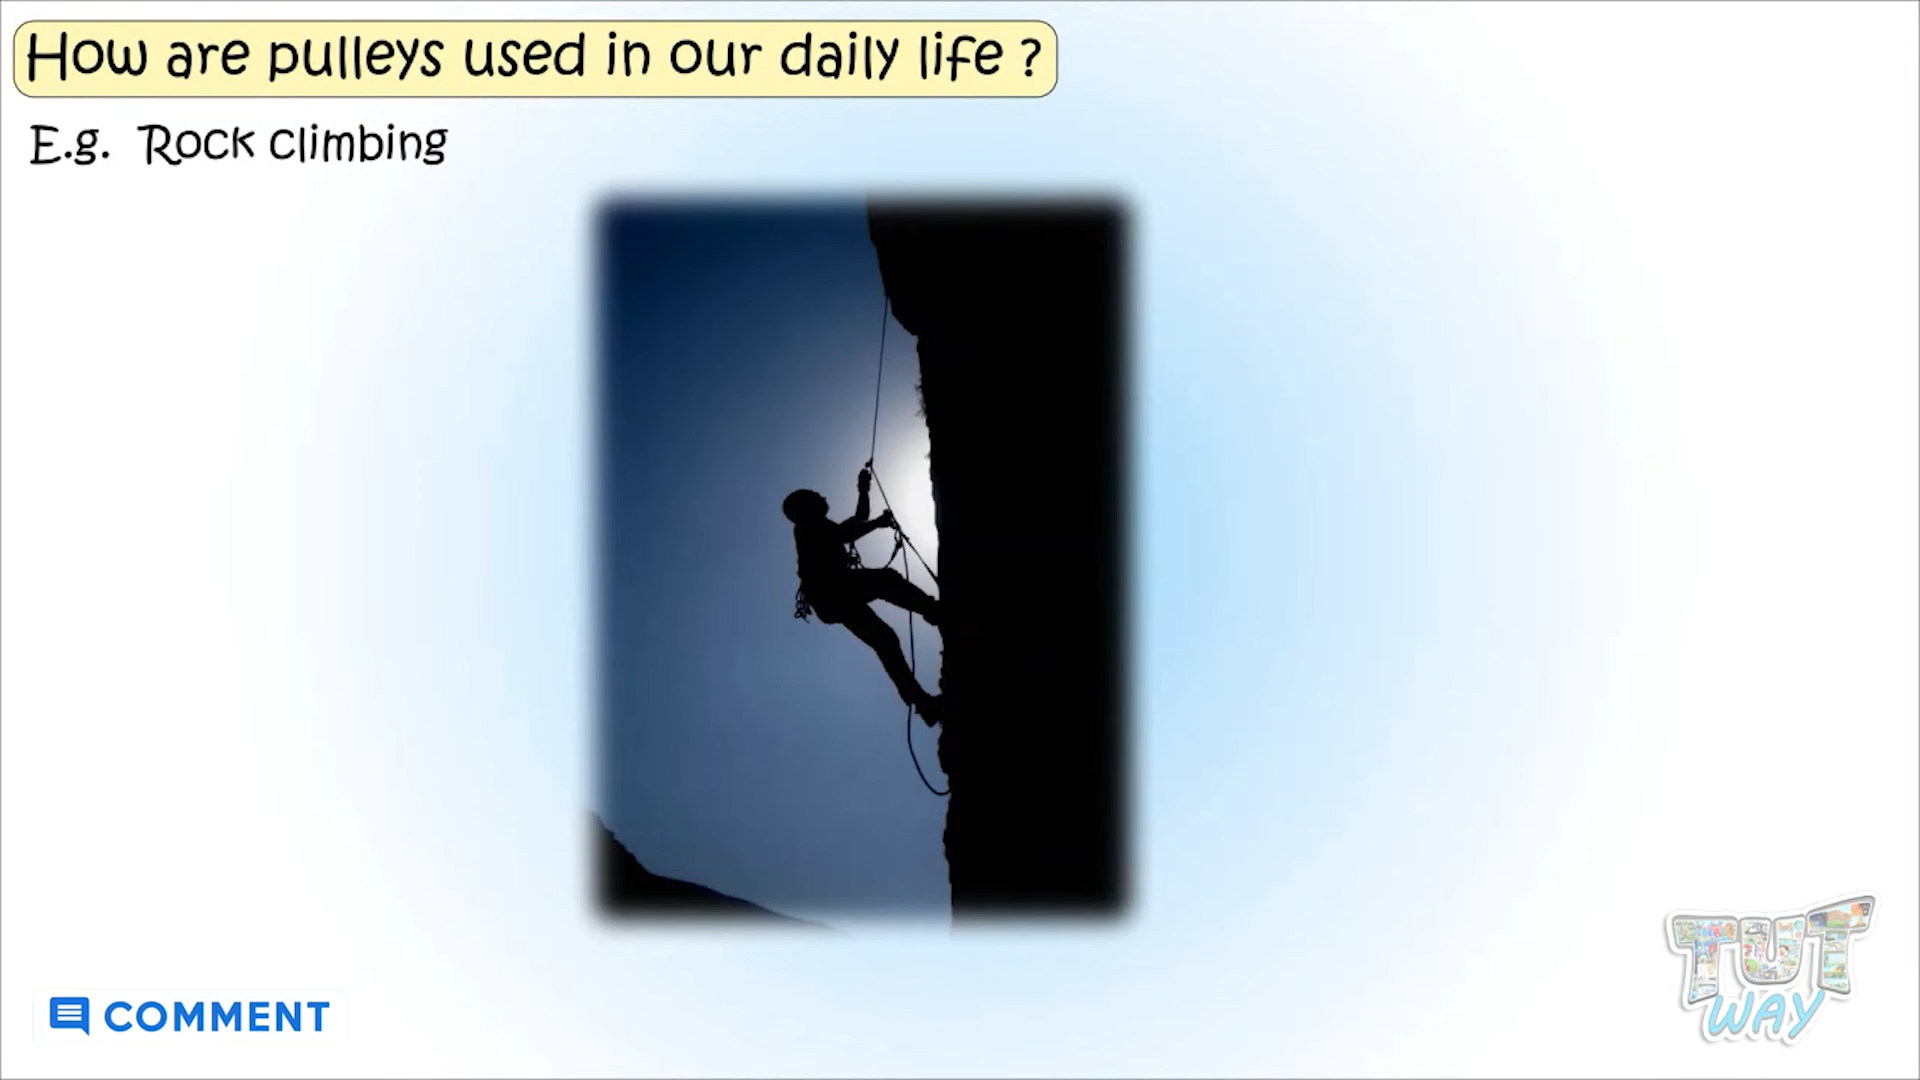 How are pulleys used in our daily life ?
E.g. Rock climbing
COMMENT
TUT
WAY